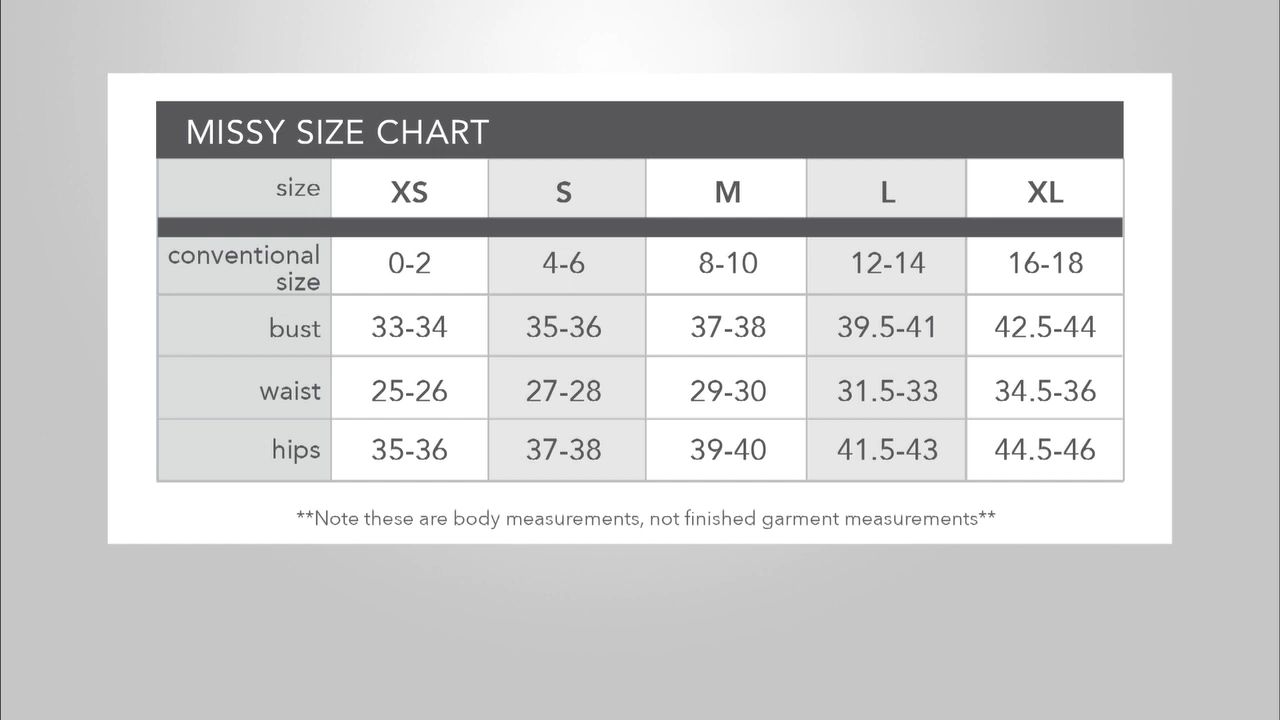 MISSY SIZE CHART
size XS S M L XL
conventional
size 0-2 4-6 8-10 12-14 16-18
bust 33-34 35-36 37-38 39.5-41 42.5-44
waist 25-26 27-28 29-30 31.5-33 34.5-36
hips 35-36 37-38 39-40 41.5-43 44.5-46
**Note these are body measurements, not finished garment measurements**